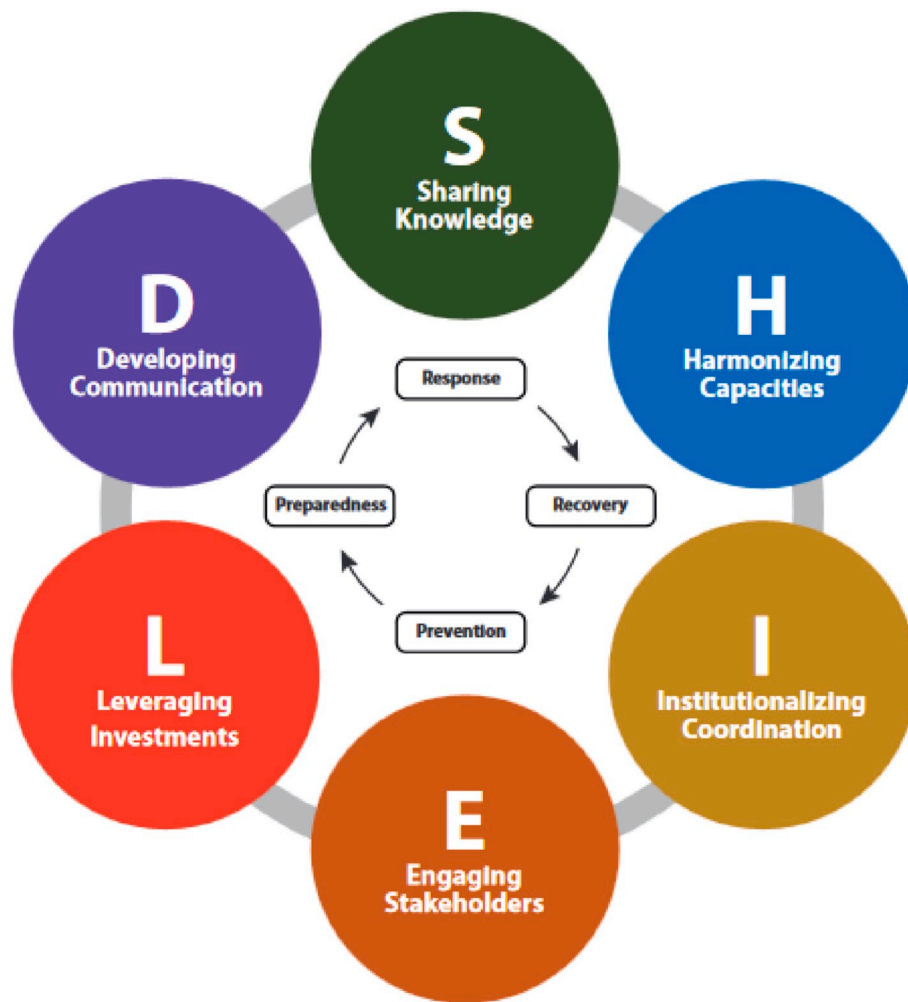 S
Sharing
Knowledge
D
Developing
Communication
H
Harmonizing
Capacities
Response
Preparedness
Recovery
Prevention
L
Leveraging
Investments
I
Institutionalizing
Coordination
E
Engaging
Stakeholders